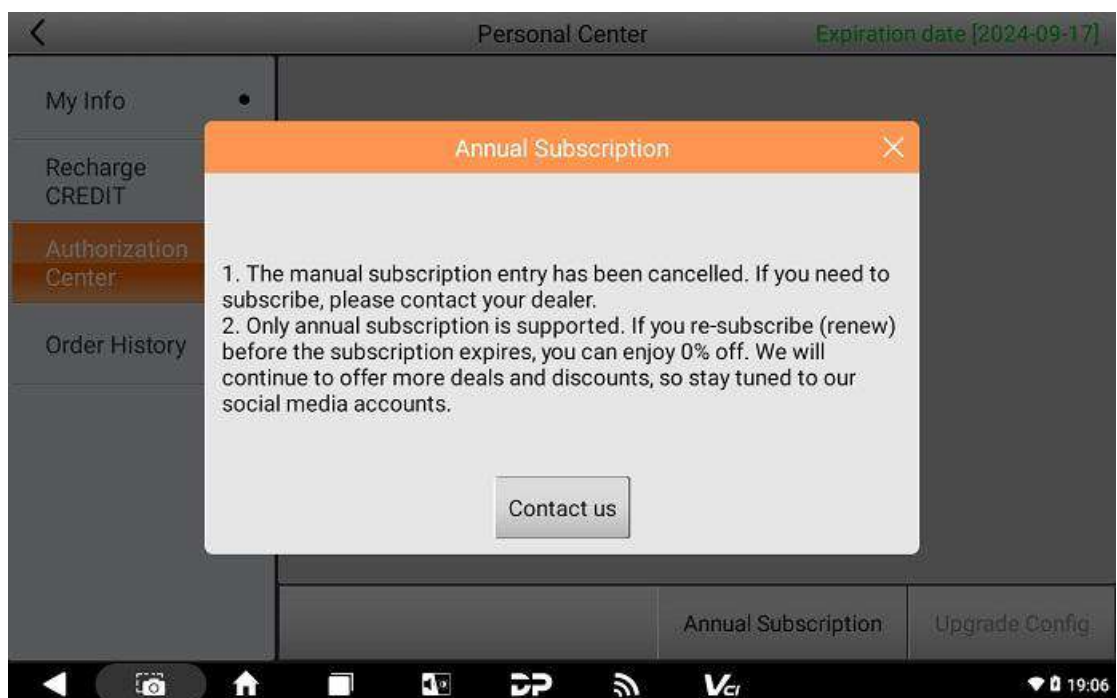 Personal Center
Expiration date [2024-09-17]
My Info
Recharge
CREDIT
Authorization
Center
Order History
Annual Subscription
1. The manual subscription entry has been cancelled. If you need to
subscribe, please contact your dealer.
2. Only annual subscription is supported. If you re-subscribe (renew)
before the subscription expires, you can enjoy 0% off. We will
continue to offer more deals and discounts, so stay tuned to our
social media accounts.
Contact us
Annual Subscription
Upgrade Config
DP
VCI
19:06